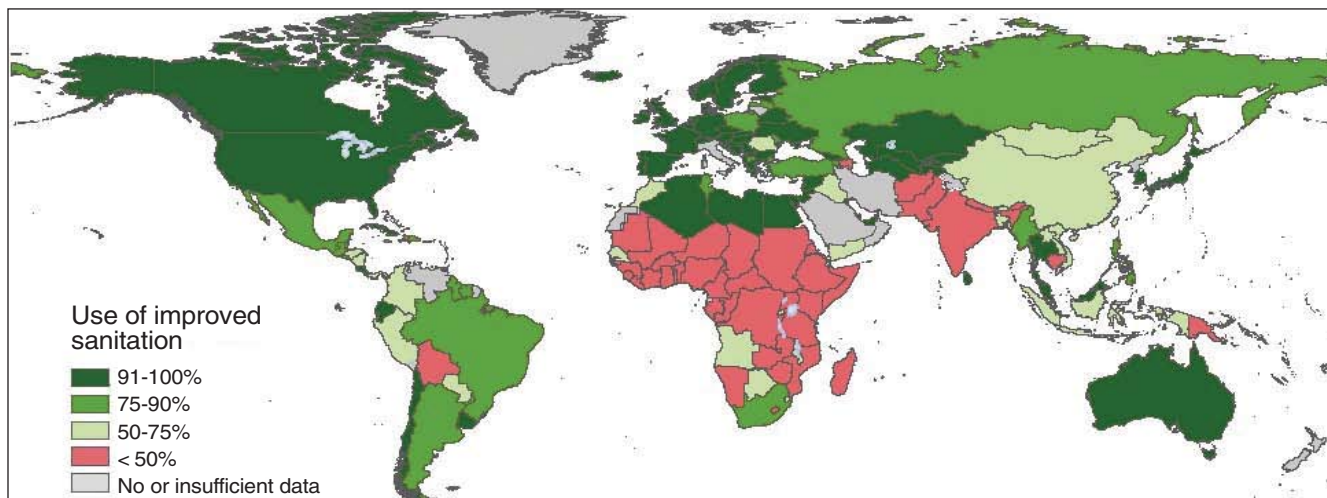 Use of improved
sanitation
91-100%
75-90%
50-75%
< 50%
No or insufficient data